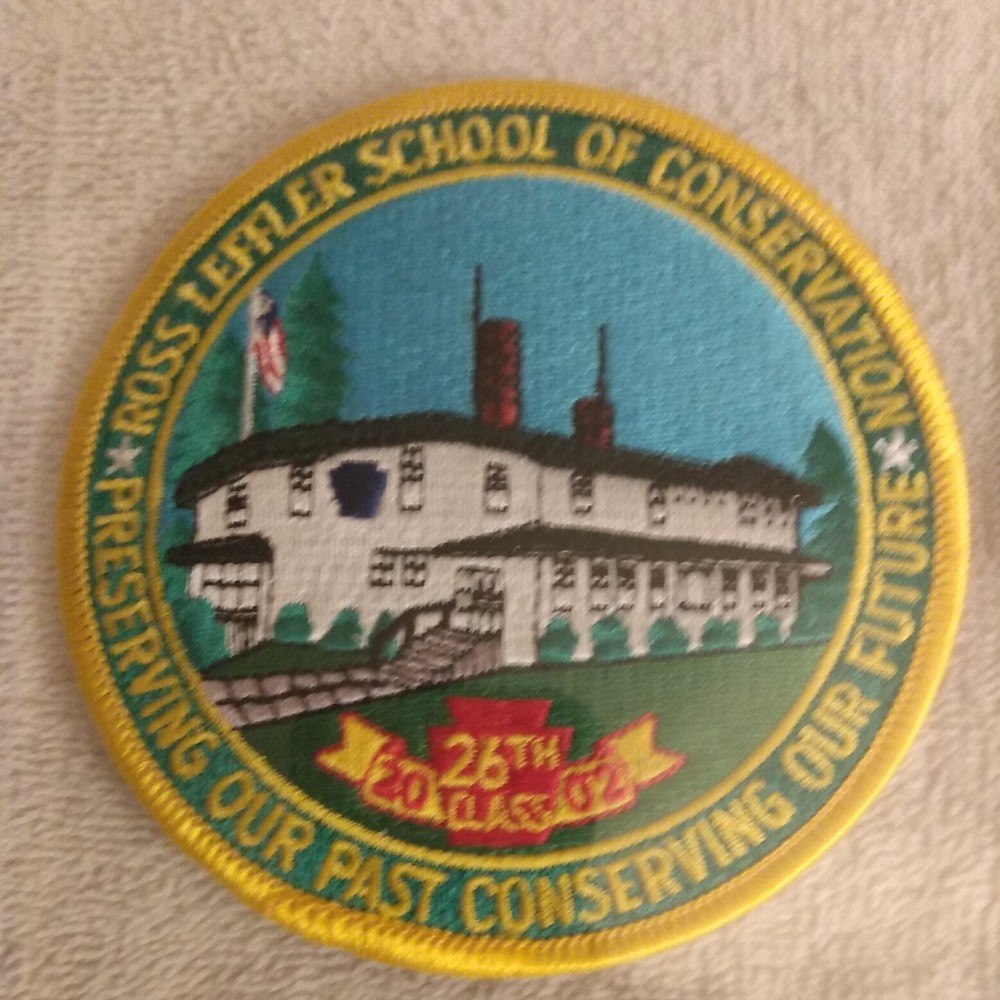 ROSS LEFFLER SCHOOL OF CONSERVATION
26TH
20 02
CLASS
PRESERVING OUR PAST CONSERVING OUR FUTURE